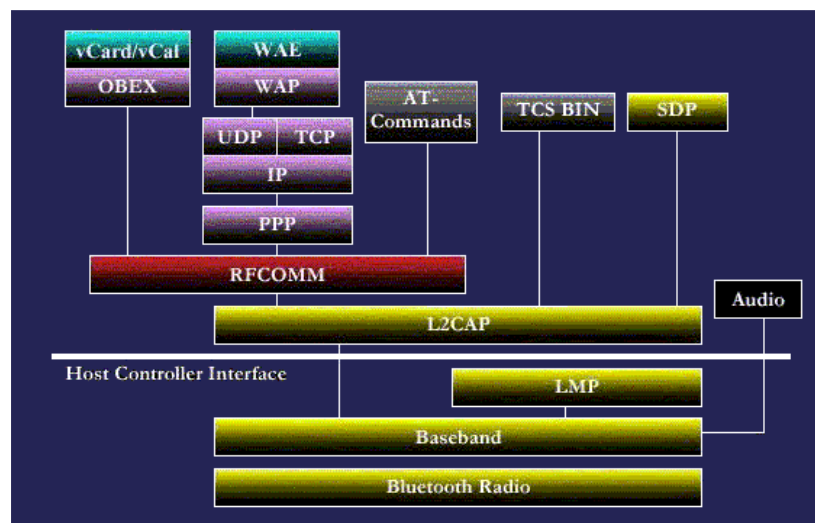 vCard/vCal
WAE
OBEX
WAP
AT-
Commands
TCS BIN
SDP
UDP
TCP
IP
PPP
RFCOMM
Audio
L2CAP
Host Controller Interface
LMP
Baseband
Bluetooth Radio